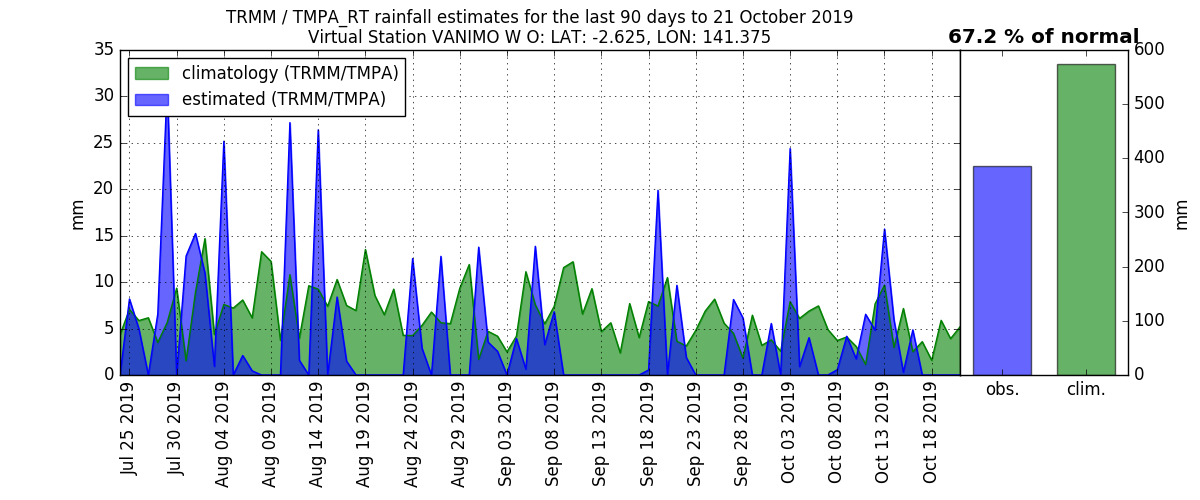 TRMM / TMPA_RT rainfall estimates for the last 90 days to 21 October 2019
Virtual Station VANIMO W O: LAT: -2.625, LON: 141.375
67.2 % of normal
climatology (TRMM/TMPA)
estimated (TRMM/TMPA)
35
30
25
20
15
10
5
0
mm
Jul 25 2019
Jul 30 2019
Aug 04 2019
Aug 09 2019
Aug 14 2019
Aug 19 2019
Aug 24 2019
Aug 29 2019
Sep 03 2019
Sep 08 2019
Sep 13 2019
Sep 18 2019
Sep 23 2019
Sep 28 2019
Oct 03 2019
Oct 08 2019
Oct 13 2019
Oct 18 2019
obs.
clim.
600
500
400
300
200
100
0
mm